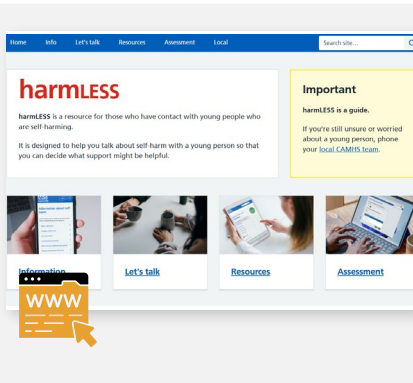 Home Info Let's talk Resources Assessment Local Search site...
harmLESS
harmLESS is a resource for those who have contact with young people who
are self-harming.
It is designed to help you talk about self-harm with a young person so that
you can decide what support might be helpful.
Important
harmLESS is a guide.
If you're still unsure or worried
about a young person, phone
your local CAMHS team.
Information
Let's talk
Resources
Assessment
WWW